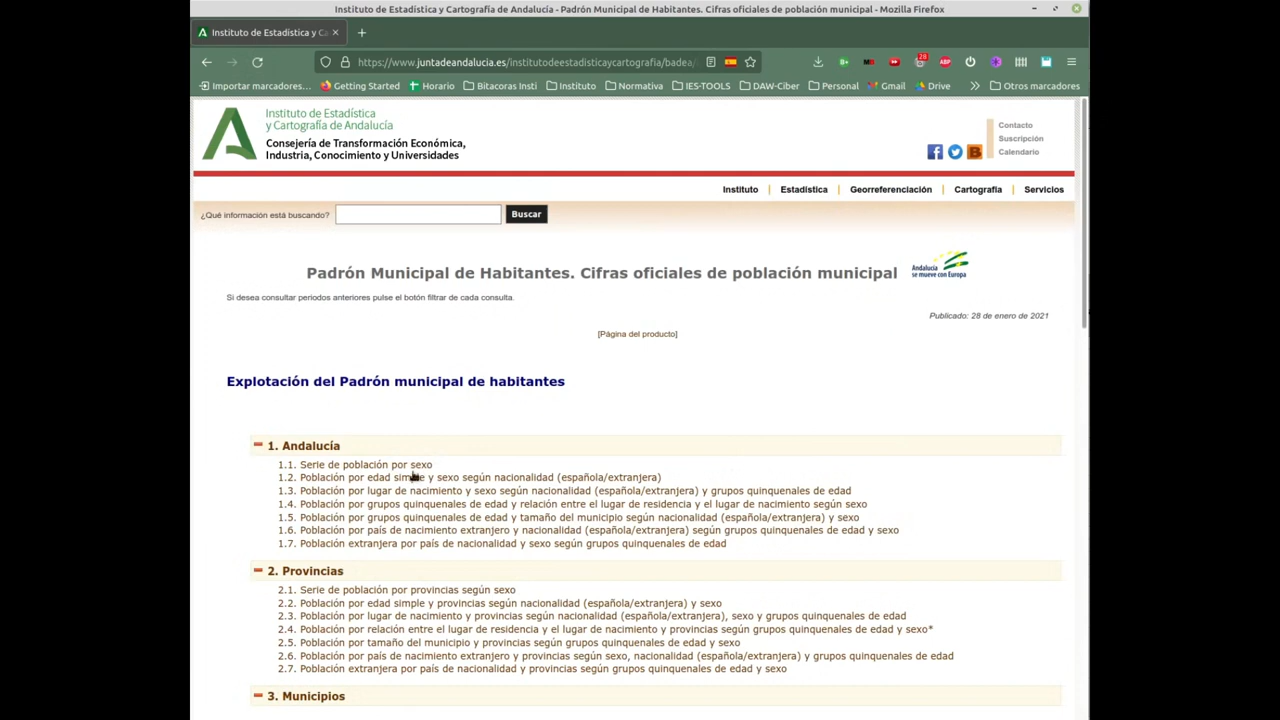 Instituto de Estadística y Cartografía de Andalucía - Padrón Municipal de Habitantes. Cifras oficiales de población municipal - Mozilla Firefox
Instituto de Estadística y Ca
https://www.juntadeandalucia.es/institutodeestadisticaycartografia/badea/
Importar marcadores...
Getting Started
Horario
Bitacoras Insti
Instituto
Normativa
IES-TOOLS
DAW-Ciber
Personal
Gmail
Drive
Otros marcadores
28
ABP
Instituto de Estadística
y Cartografía de Andalucía
Consejería de Transformación Económica,
Industria, Conocimiento y Universidades
Contacto
Suscripción
Calendario
Instituto
Estadística
Georreferenciación
Cartografía
Servicios
¿Qué información está buscando?
Buscar
Padrón Municipal de Habitantes. Cifras oficiales de población municipal
Andalucía
se mueve con Europa
Si desea consultar periodos anteriores pulse el botón filtrar de cada consulta.
Publicado: 28 de enero de 2021
[Página del producto]
Explotación del Padrón municipal de habitantes
1. Andalucía
1.1. Serie de población por sexo
1.2. Población por edad simple y sexo según nacionalidad (española/extranjera)
1.3. Población por lugar de nacimiento y sexo según nacionalidad (española/extranjera) y grupos quinquenales de edad
1.4. Población por grupos quinquenales de edad y relación entre el lugar de residencia y el lugar de nacimiento según sexo
1.5. Población por grupos quinquenales de edad y tamaño del municipio según nacionalidad (española/extranjera) y sexo
1.6. Población por país de nacimiento extranjero y nacionalidad (española/extranjera) según grupos quinquenales de edad y sexo
1.7. Población extranjera por país de nacionalidad y sexo según grupos quinquenales de edad
2. Provincias
2.1. Serie de población por provincias según sexo
2.2. Población por edad simple y provincias según nacionalidad (española/extranjera) y sexo
2.3. Población por lugar de nacimiento y provincias según nacionalidad (española/extranjera), sexo y grupos quinquenales de edad
2.4. Población por relación entre el lugar de residencia y el lugar de nacimiento y provincias según grupos quinquenales de edad y sexo*
2.5. Población por tamaño del municipio y provincias según grupos quinquenales de edad y sexo
2.6. Población por país de nacimiento extranjero y provincias según sexo, nacionalidad (española/extranjera) y grupos quinquenales de edad
2.7. Población extranjera por país de nacionalidad y provincias según grupos quinquenales de edad y sexo
3. Municipios